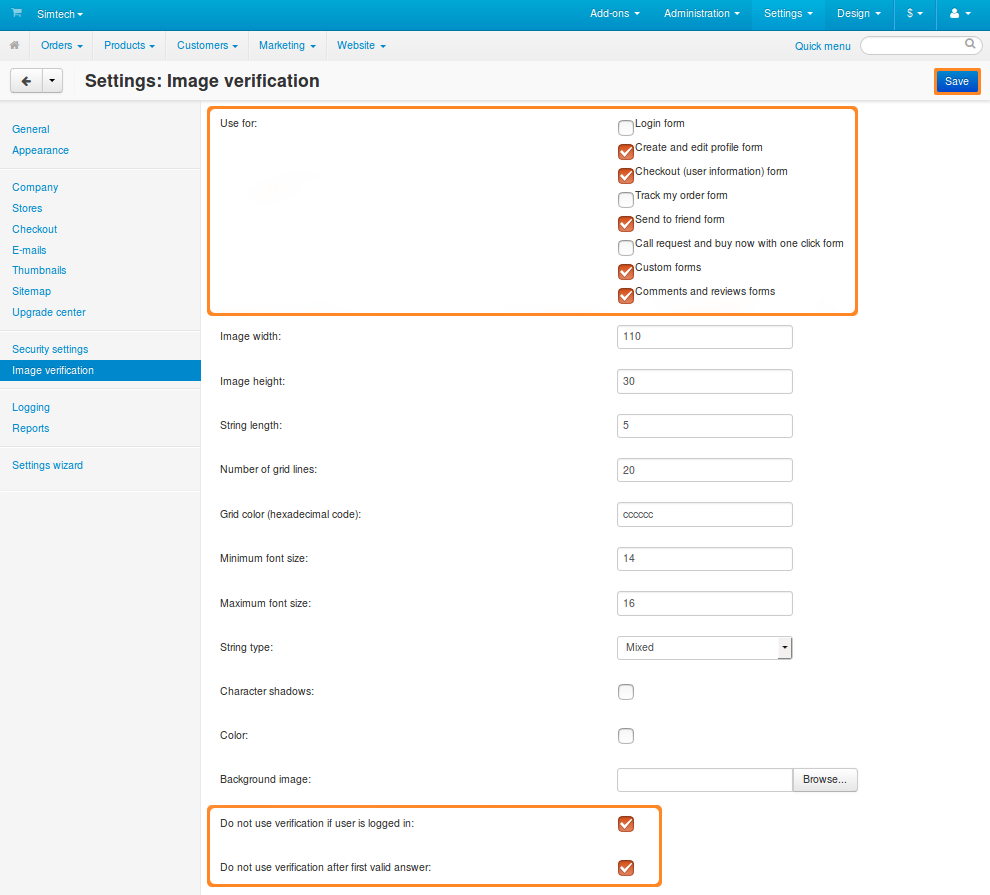 Simtech Add-ons Administration Settings Design $
Orders Products Customers Marketing Website Quick menu
Settings: Image verification Save
General
Appearance
Company
Stores
Checkout
E-mails
Thumbnails
Sitemap
Upgrade center
Security settings
Image verification
Logging
Reports
Settings wizard
Use for:
Login form
Create and edit profile form
Checkout (user information) form
Track my order form
Send to friend form
Call request and buy now with one click form
Custom forms
Comments and reviews forms
Image width: 110
Image height: 30
String length: 5
Number of grid lines: 20
Grid color (hexadecimal code): cccccc
Minimum font size: 14
Maximum font size: 16
String type: Mixed
Character shadows:
Color:
Background image: Browse...
Do not use verification if user is logged in:
Do not use verification after first valid answer: